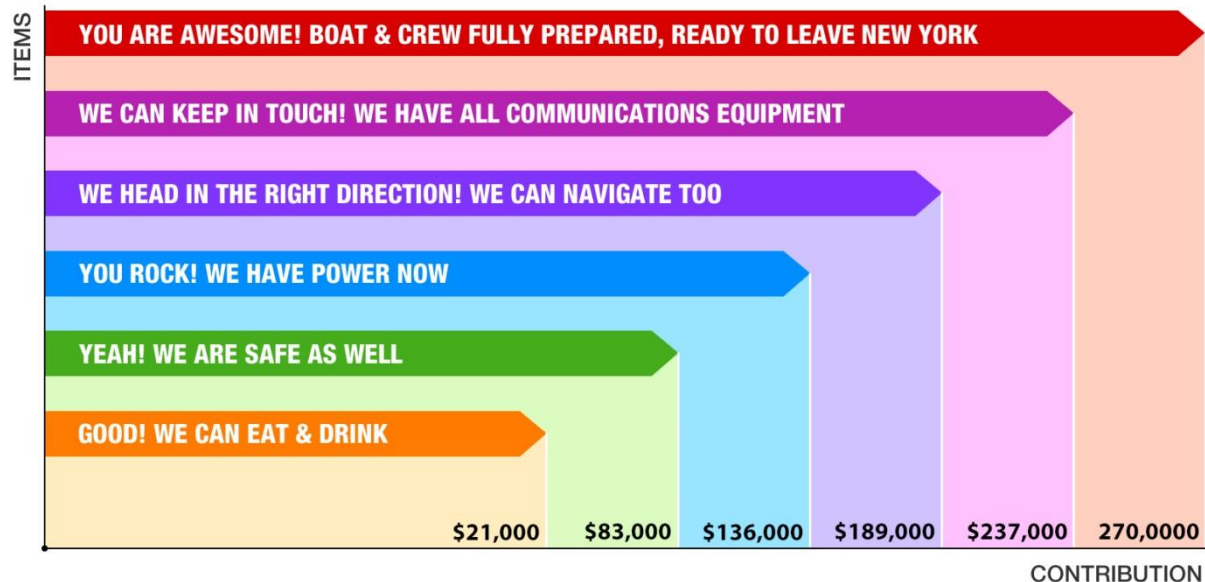 ITEMS
YOU ARE AWESOME! BOAT & CREW FULLY PREPARED, READY TO LEAVE NEW YORK
WE CAN KEEP IN TOUCH! WE HAVE ALL COMMUNICATIONS EQUIPMENT
WE HEAD IN THE RIGHT DIRECTION! WE CAN NAVIGATE TOO
YOU ROCK! WE HAVE POWER NOW
YEAH! WE ARE SAFE AS WELL
GOOD! WE CAN EAT & DRINK
$21,000 $83,000 $136,000 $189,000 $237,000 270,0000
CONTRIBUTION